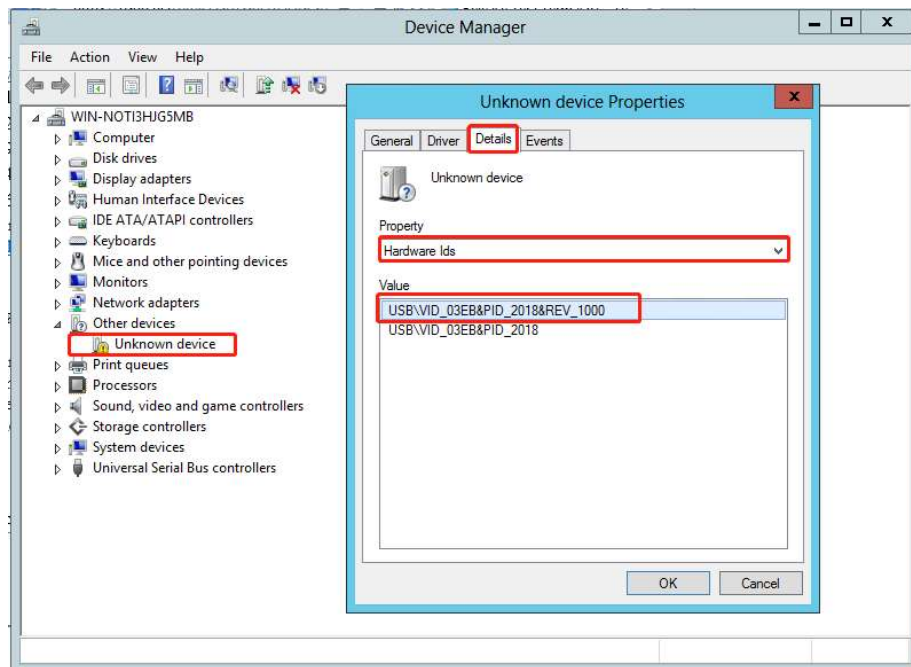 Device Manager
File Action View Help
WIN-NOTI3HJG5MB
Computer
Disk drives
Display adapters
Human Interface Devices
IDE ATA/ATAPI controllers
Keyboards
Mice and other pointing devices
Monitors
Network adapters
Other devices
Unknown device
Print queues
Processors
Sound, video and game controllers
Storage controllers
System devices
Universal Serial Bus controllers
Unknown device Properties
General Driver Details Events
Unknown device
Property
Hardware Ids
Value
USB\VID_03EB&PID_2018&REV_1000
USB\VID_03EB&PID_2018
OK Cancel